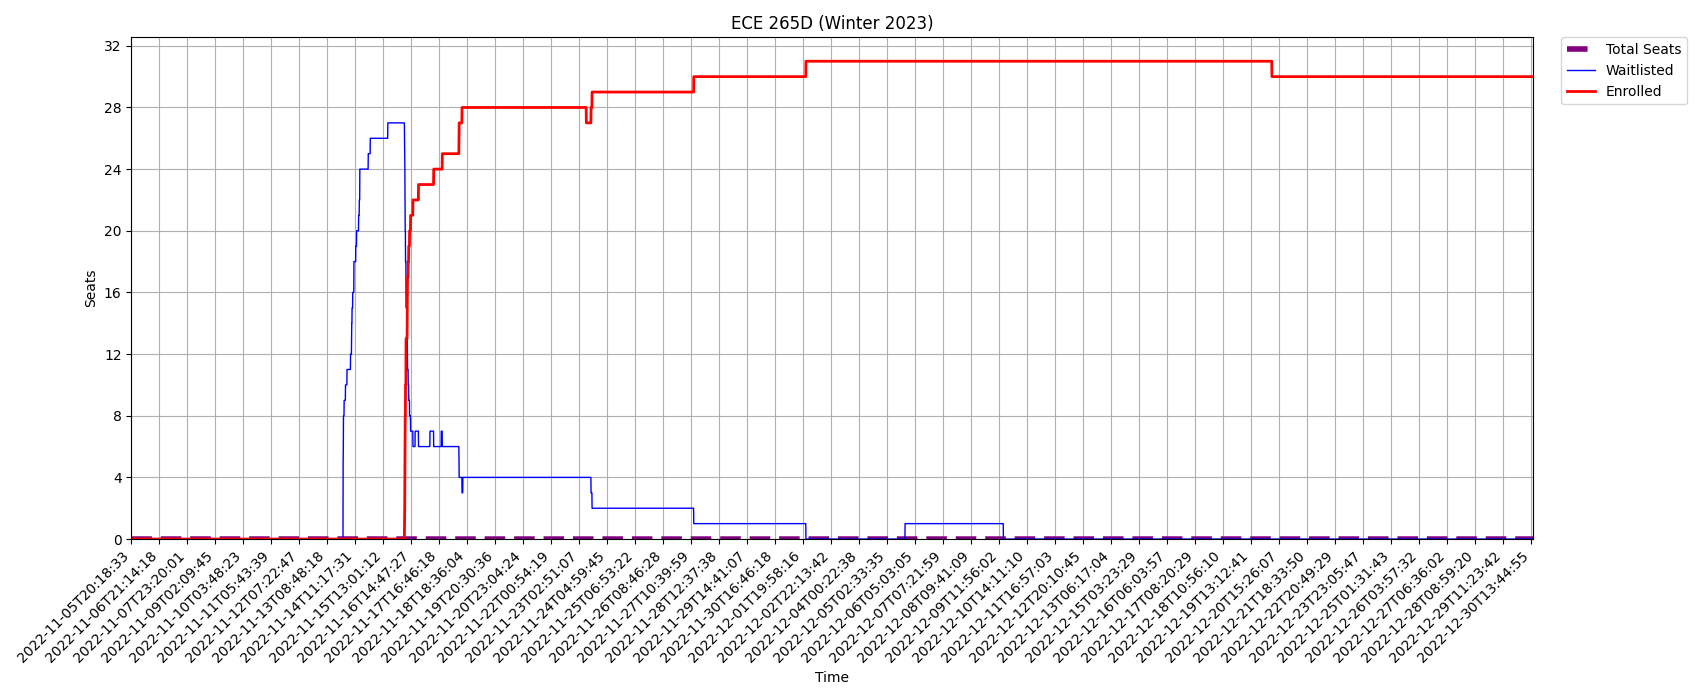 ECE 265D (Winter 2023)
Total Seats
Waitlisted
Enrolled
32
28
24
20
16
12
8
4
0
Seats
2022-11-05T20:18:33
2022-11-06T21:14:18
2022-11-07T23:20:01
2022-11-09T02:09:45
2022-11-10T03:48:23
2022-11-11T05:43:39
2022-11-12T07:22:47
2022-11-13T08:48:18
2022-11-14T11:17:31
2022-11-15T13:01:12
2022-11-16T14:47:27
2022-11-17T16:46:18
2022-11-18T18:36:04
2022-11-19T20:30:36
2022-11-20T23:04:24
2022-11-22T00:54:19
2022-11-23T02:51:07
2022-11-24T04:59:45
2022-11-25T06:53:22
2022-11-26T08:46:28
2022-11-27T10:39:59
2022-11-28T12:37:38
2022-11-29T14:41:07
2022-11-30T16:46:18
2022-12-01T19:58:16
2022-12-02T22:13:42
2022-12-04T00:22:38
2022-12-05T02:33:35
2022-12-06T05:03:05
2022-12-07T07:21:59
2022-12-08T09:41:09
2022-12-09T11:56:02
2022-12-10T14:11:10
2022-12-11T16:57:03
2022-12-12T20:10:45
2022-12-13T06:17:04
2022-12-15T03:23:29
2022-12-16T06:03:57
2022-12-17T08:20:29
2022-12-18T10:56:10
2022-12-19T13:12:41
2022-12-20T15:26:07
2022-12-21T18:33:50
2022-12-22T20:49:29
2022-12-23T23:05:47
2022-12-25T01:31:43
2022-12-26T03:57:32
2022-12-27T06:36:02
2022-12-28T08:59:20
2022-12-29T11:23:42
2022-12-30T13:44:55
Time